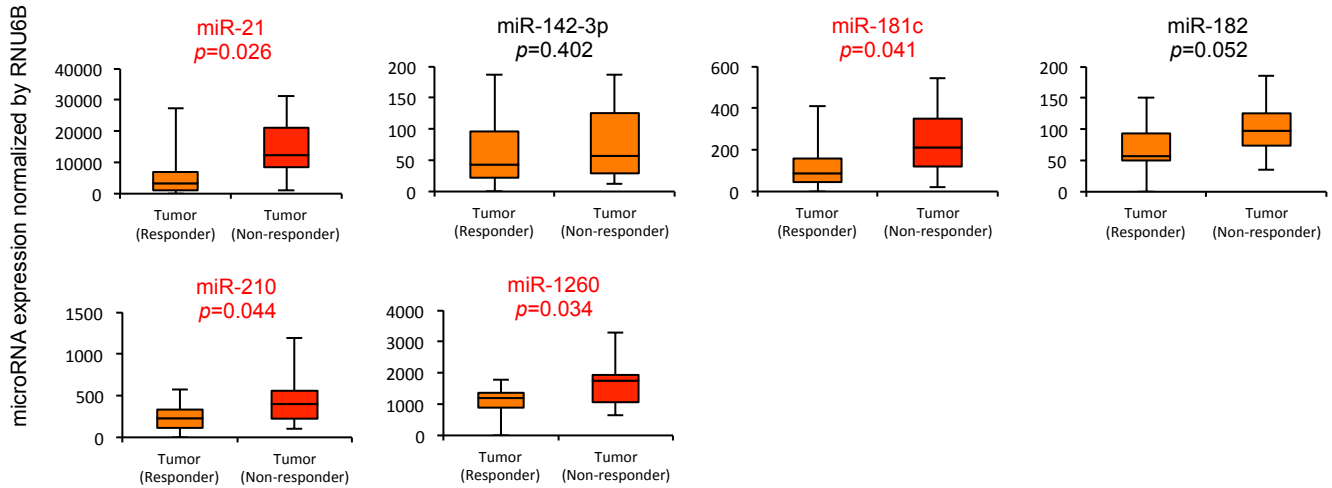 microRNA expression normalized by RNU6B
miR-21
p=0.026
40000
30000
20000
10000
0
Tumor
(Responder)
Tumor
(Non-responder)
miR-142-3p
p=0.402
200
150
100
50
0
Tumor
(Responder)
Tumor
(Non-responder)
miR-181c
p=0.041
600
400
200
0
Tumor
(Responder)
Tumor
(Non-responder)
miR-182
p=0.052
200
150
100
50
0
Tumor
(Responder)
Tumor
(Non-responder)
miR-210
p=0.044
1500
1000
500
0
Tumor
(Responder)
Tumor
(Non-responder)
miR-1260
p=0.034
4000
3000
2000
1000
0
Tumor
(Responder)
Tumor
(Non-responder)